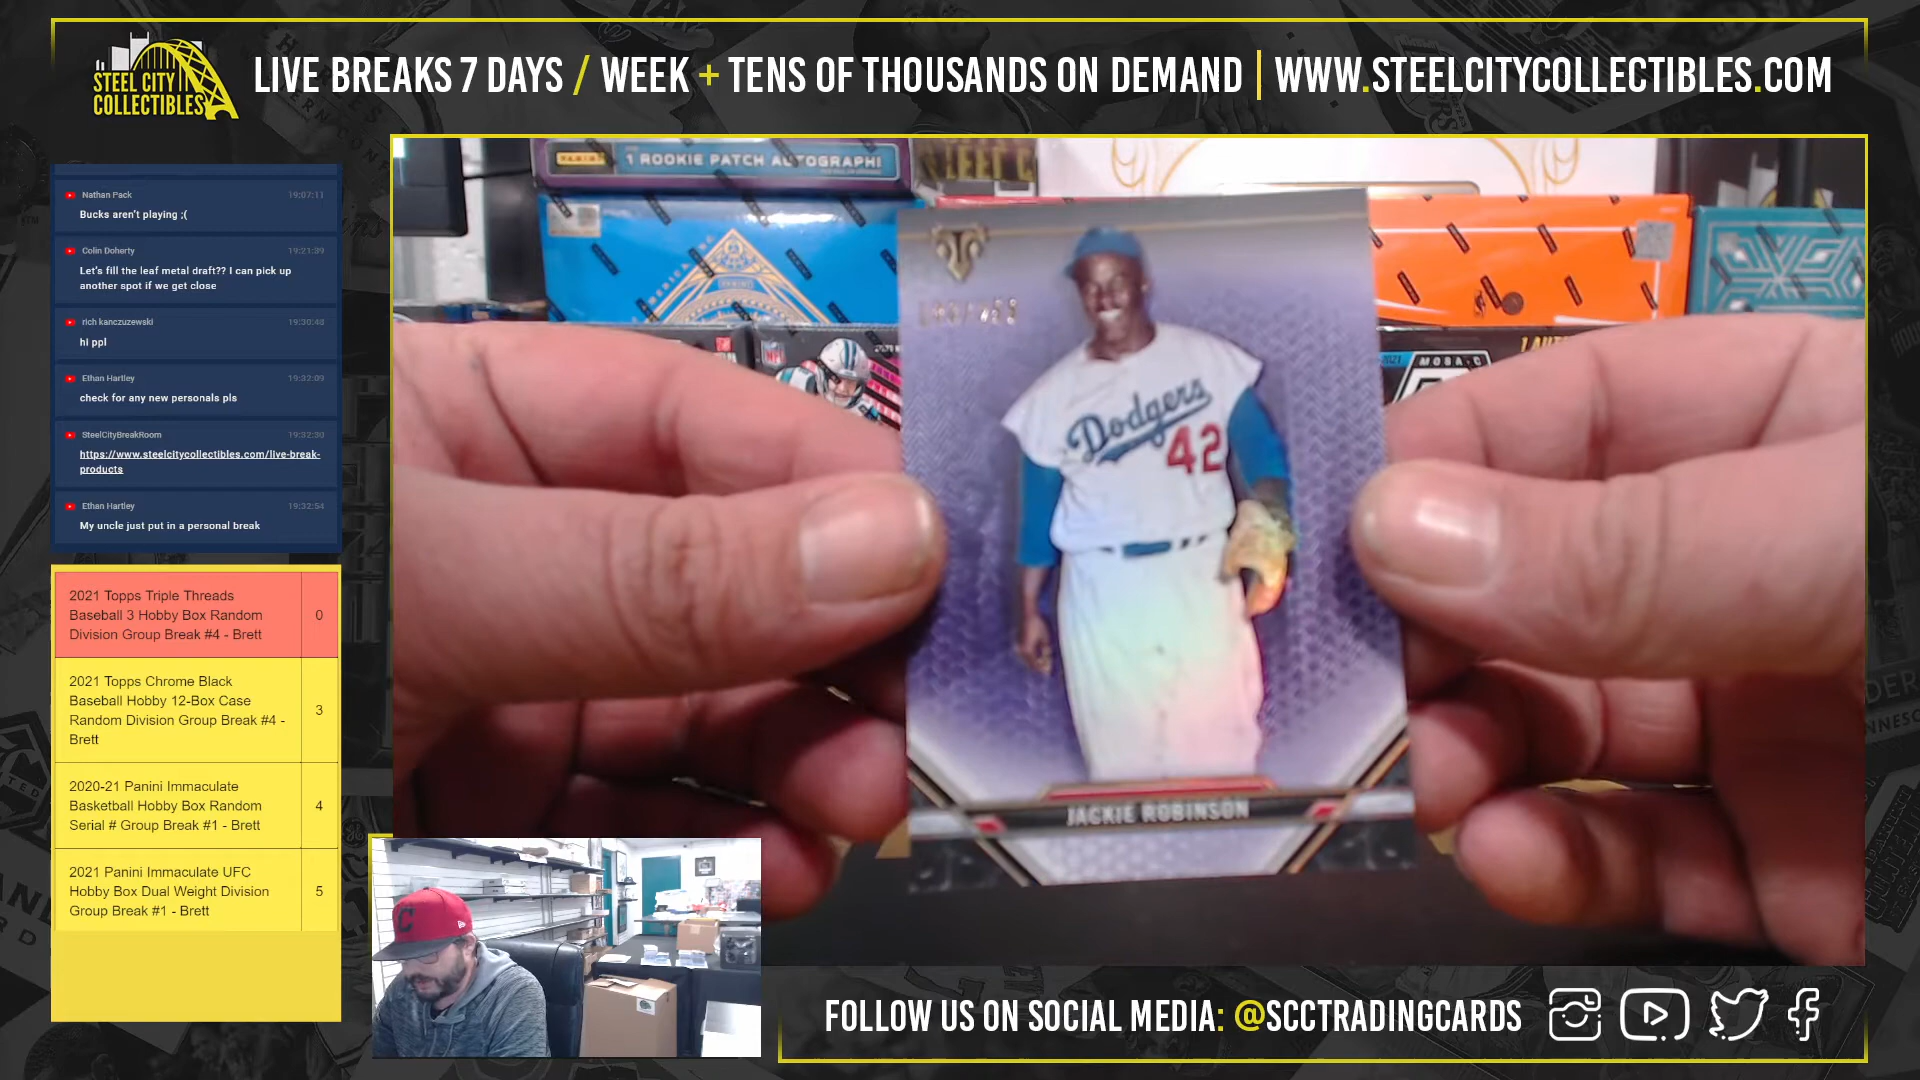 STEEL CITY
COLLECTIBLES
LIVE BREAKS 7 DAYS / WEEK + TENS OF THOUSANDS ON DEMAND | WWW.STEELCITYCOLLECTIBLES.COM
Nathan Pack 19:07:11
Bucks aren't playing ;(
Colin Doherty 19:21:39
Let's fill the leaf metal draft?? I can pick up
another spot if we get close
rich kanczuzewski 19:30:48
hi ppl
Ethan Hartley 19:32:09
check for any new personals pls
SteelCityBreakRoom 19:32:30
https://www.steelcitycollectibles.com/live-break-
products
Ethan Hartley 19:32:54
My uncle just put in a personal break
2021 Topps Triple Threads
Baseball 3 Hobby Box Random
Division Group Break #4 - Brett
0
2021 Topps Chrome Black
Baseball Hobby 12-Box Case
Random Division Group Break #4 -
Brett
3
2020-21 Panini Immaculate
Basketball Hobby Box Random
Serial # Group Break #1 - Brett
4
2021 Panini Immaculate UFC
Hobby Box Dual Weight Division
Group Break #1 - Brett
5
PANINI
1 ROOKIE PATCH AUTOGRAPH!
PANINI
NFL
2021
MOSAIC
Dodgers
42
JACKIE ROBINSON
C
FOLLOW US ON SOCIAL MEDIA: @SCCTRADINGCARDS